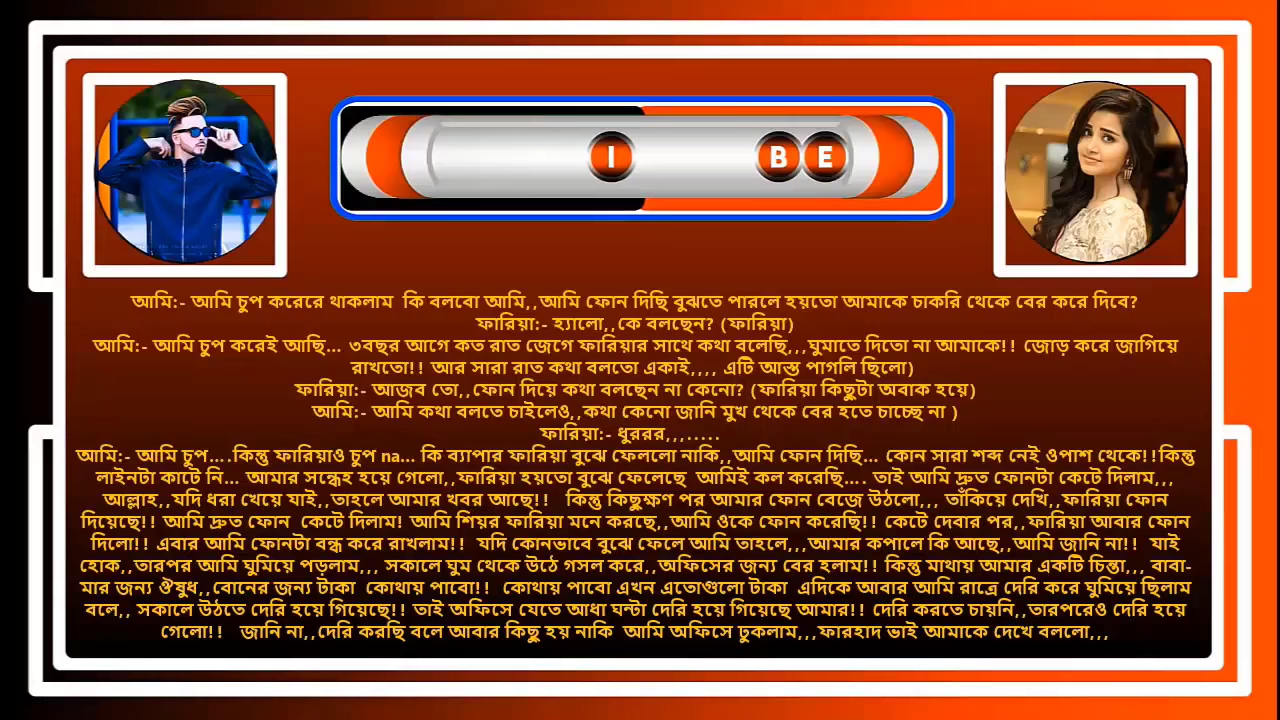 I B E
আমি:- আমি চুপ করেরে থাকলাম কি বলবো আমি,,আমি ফোন দিছি বুঝতে পারলে হয়তো আমাকে চাকরি থেকে বের করে দিবে?
ফারিয়া:- হ্যালো,,কে বলছেন? (ফারিয়া)
আমি:- আমি চুপ করেই আছি... ৩বছর আগে কত রাত জেগে ফারিয়ার সাথে কথা বলেছি,,,ঘুমাতে দিতো না আমাকে!! জোড় করে জাগিয়ে
রাখতো!! আর সারা রাত কথা বলতো একাই,,,, এটি আস্ত পাগলি ছিলো)
ফারিয়া:- আজব তো,,ফোন দিয়ে কথা বলছেন না কেনো? (ফারিয়া কিছুটা অবাক হয়ে)
আমি:- আমি কথা বলতে চাইলেও,,কথা কেনো জানি মুখ থেকে বের হতে চাচ্ছে না )
ফারিয়া:- ধুররর,,,.....
আমি:- আমি চুপ....কিন্তু ফারিয়াও চুপ na... কি ব্যাপার ফারিয়া বুঝে ফেললো নাকি,,আমি ফোন দিছি... কোন সারা শব্দ নেই ওপাশ থেকে!!কিন্তু
লাইনটা কাটে নি... আমার সন্ধেহ হয়ে গেলো,,ফারিয়া হয়তো বুঝে ফেলেছে আমিই কল করেছি.... তাই আমি দ্রুত ফোনটা কেটে দিলাম,,,
আল্লাহ,,যদি ধরা খেয়ে যাই,,তাহলে আমার খবর আছে!! কিন্তু কিছুক্ষণ পর আমার ফোন বেজে উঠলো,,, তাঁকিয়ে দেখি,,ফারিয়া ফোন
দিয়েছে!! আমি দ্রুত ফোন কেটে দিলাম! আমি শিয়র ফারিয়া মনে করছে,,আমি ওকে ফোন করেছি!! কেটে দেবার পর,,ফারিয়া আবার ফোন
দিলো!! এবার আমি ফোনটা বন্ধ করে রাখলাম!! যদি কোনভাবে বুঝে ফেলে আমি তাহলে,,,আমার কপালে কি আছে,,আমি জানি না!! যাই
হোক,,তারপর আমি ঘুমিয়ে পড়লাম,,, সকালে ঘুম থেকে উঠে গসল করে,,অফিসের জন্য বের হলাম!! কিন্তু মাথায় আমার একটি চিন্তা,,, বাবা-
মার জন্য ঔষুধ,,বোনের জন্য টাকা কোথায় পাবো!! কোথায় পাবো এখন এতোগুলো টাকা এদিকে আবার আমি রাত্রে দেরি করে ঘুমিয়ে ছিলাম
বলে,, সকালে উঠতে দেরি হয়ে গিয়েছে!! তাই অফিসে যেতে আধা ঘন্টা দেরি হয়ে গিয়েছে আমার!! দেরি করতে চায়নি,,তারপরেও দেরি হয়ে
গেলো!! জানি না,,দেরি করছি বলে আবার কিছু হয় নাকি আমি অফিসে ঢুকলাম,,,ফারহাদ ভাই আমাকে দেখে বললো,,,